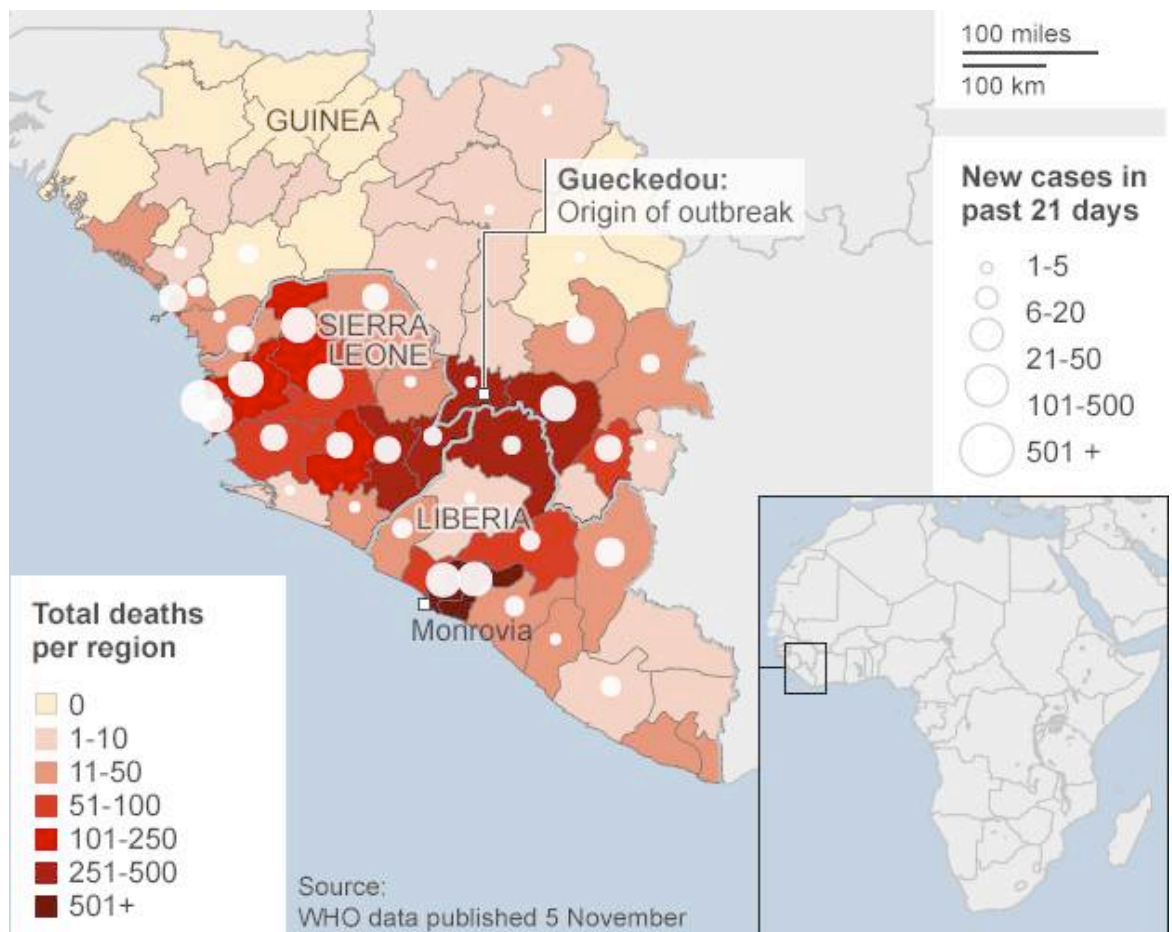 100 miles
100 km
GUINEA
Gueckedou:
Origin of outbreak
New cases in
past 21 days
1-5
6-20
21-50
101-500
501 +
SIERRA
LEONE
LIBERIA
Monrovia
Total deaths
per region
0
1-10
11-50
51-100
101-250
251-500
501+
Source:
WHO data published 5 November